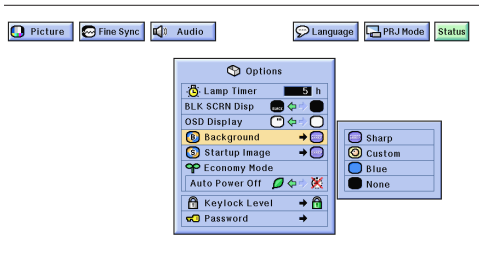 Picture
Fine Sync
Audio
Language
PRJ Mode
Status
Options
Lamp Timer 5 h
BLK SCRN Disp
OSD Display
Background
Startup Image
Economy Mode
Auto Power Off
Keylock Level
Password
Sharp
Custom
Blue
None